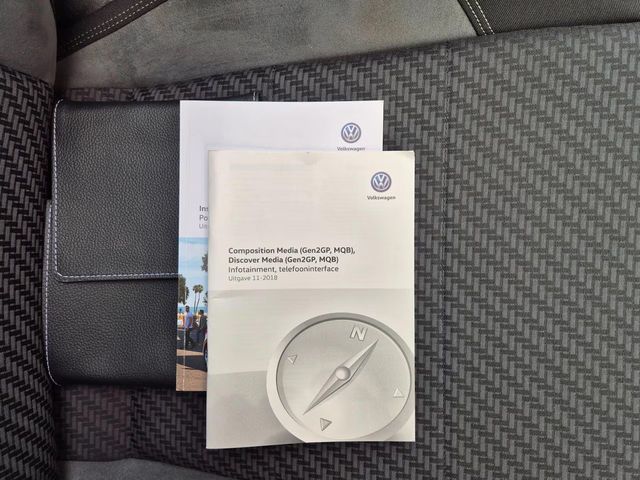 Volkswagen
Volkswagen
Composition Media (Gen2GP, MQB),
Discover Media (Gen2GP, MQB)
Infotainment, telefooninterface
Uitgave 11-2018
N